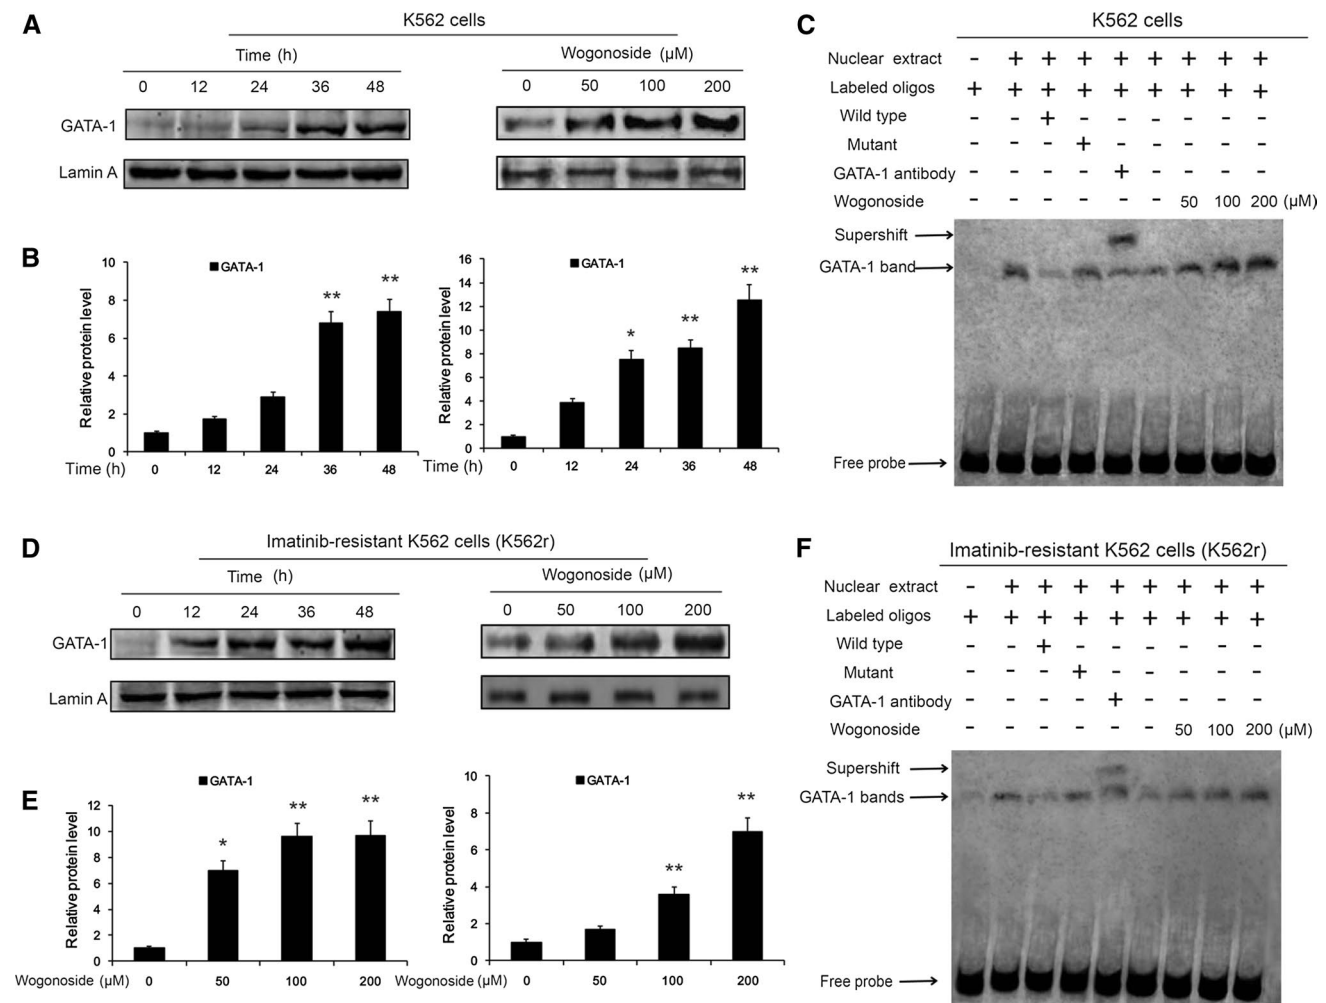 A
K562 cells
Time (h)
0 12 24 36 48
GATA-1
Lamin A
Wogonoside (μM)
0 50 100 200
B
GATA-1
Relative protein level
10
8
6
4
2
0
** **
Time (h) 0 12 24 36 48
GATA-1
Relative protein level
16
14
12
10
8
6
4
2
0
* ** **
Time (h) 0 12 24 36 48
C
K562 cells
Nuclear extract - + + + + + + + +
Labeled oligos + + + + + + + + +
Wild type - - + - - - - - -
Mutant - - - + - - - - -
GATA-1 antibody - - - - + - - - -
Wogonoside - - - - - - 50 100 200 (μM)
Supershift
GATA-1 band
Free probe
D
Imatinib-resistant K562 cells (K562r)
Time (h)
0 12 24 36 48
GATA-1
Lamin A
Wogonoside (μM)
0 50 100 200
E
GATA-1
Relative protein level
12
10
8
6
4
2
0
* ** **
Wogonoside (μM) 0 50 100 200
GATA-1
Relative protein level
10
8
6
4
2
0
** **
Wogonoside (μM) 0 50 100 200
F
Imatinib-resistant K562 cells (K562r)
Nuclear extract - + + + + + + + +
Labeled oligos + + + + + + + + +
Wild type - - + - - - - - -
Mutant - - - + - - - - -
GATA-1 antibody - - - - + - - - -
Wogonoside - - - - - - 50 100 200 (μM)
Supershift
GATA-1 bands
Free probe